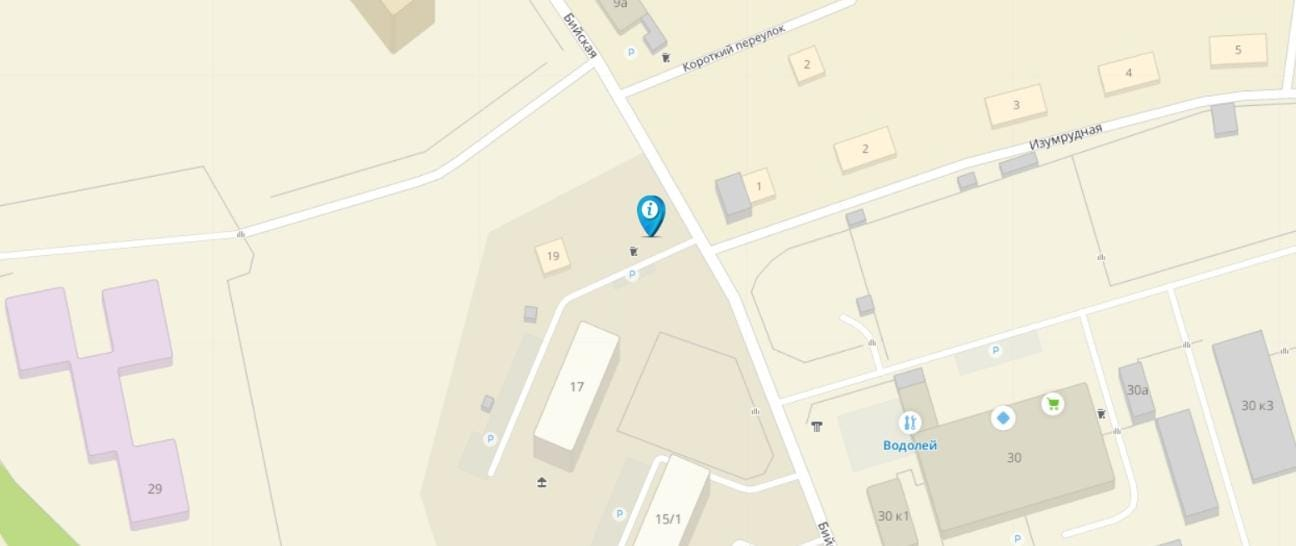 9а
Бийская
P
Короткий переулок
2
5
4
3
Изумрудная
2
1
i
19
P
17
P
P
30а
30 к3
Водолей
30
P
29
P
15/1
30 к1
Бий
P